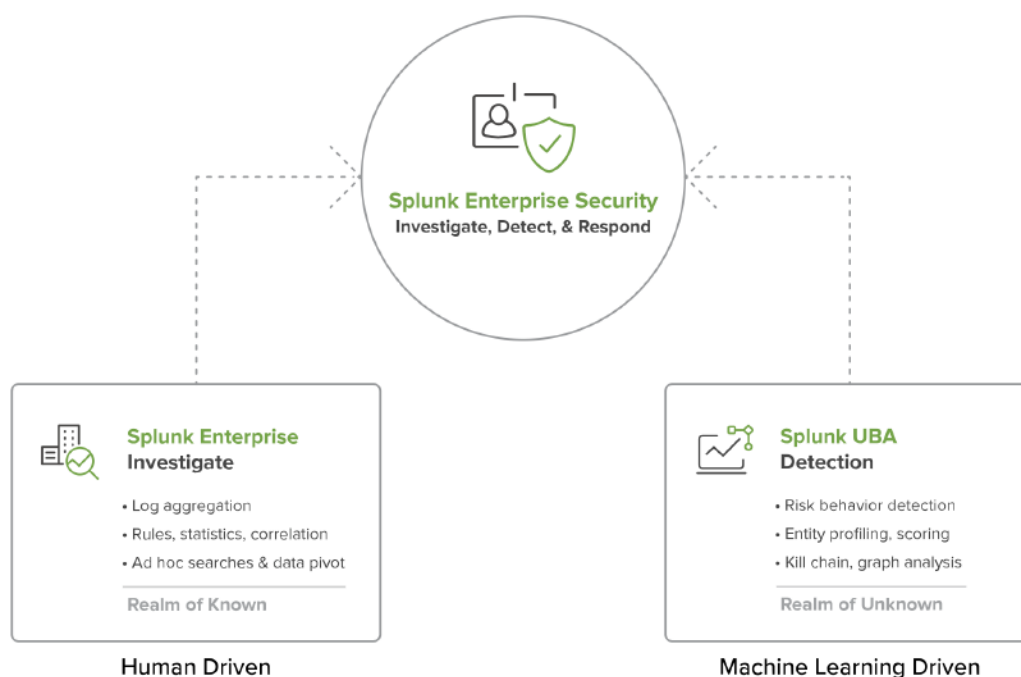 Splunk Enterprise Security
Investigate, Detect, & Respond
Splunk Enterprise
Investigate
• Log aggregation
• Rules, statistics, correlation
• Ad hoc searches & data pivot
Realm of Known
Human Driven
Splunk UBA
Detection
• Risk behavior detection
• Entity profiling, scoring
• Kill chain, graph analysis
Realm of Unknown
Machine Learning Driven